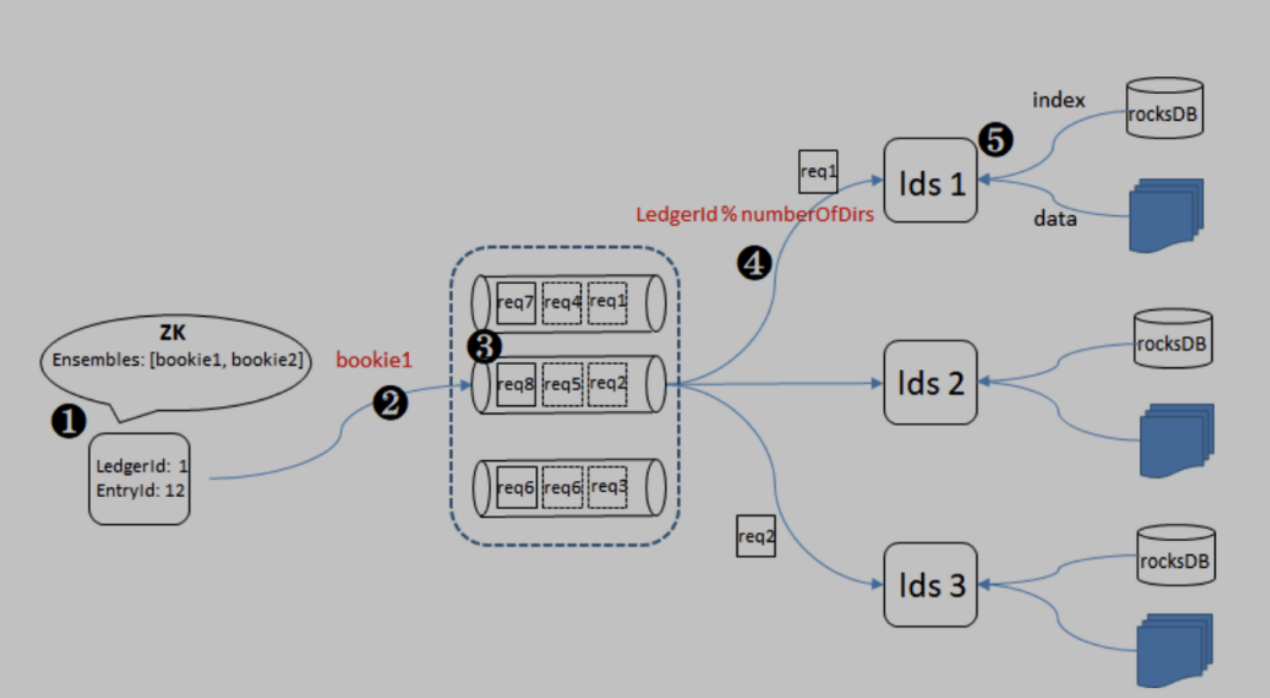 ZK
Ensembles: [bookie1, bookie2]
❶
LedgerId: 1
EntryId: 12
bookie1
❷
❸
req7 req4 req1
req8 req5 req2
req6 req6 req3
❹
LedgerId % numberOfDirs
req1
req2
❺
lds 1
index
rocksDB
data
lds 2
rocksDB
lds 3
rocksDB